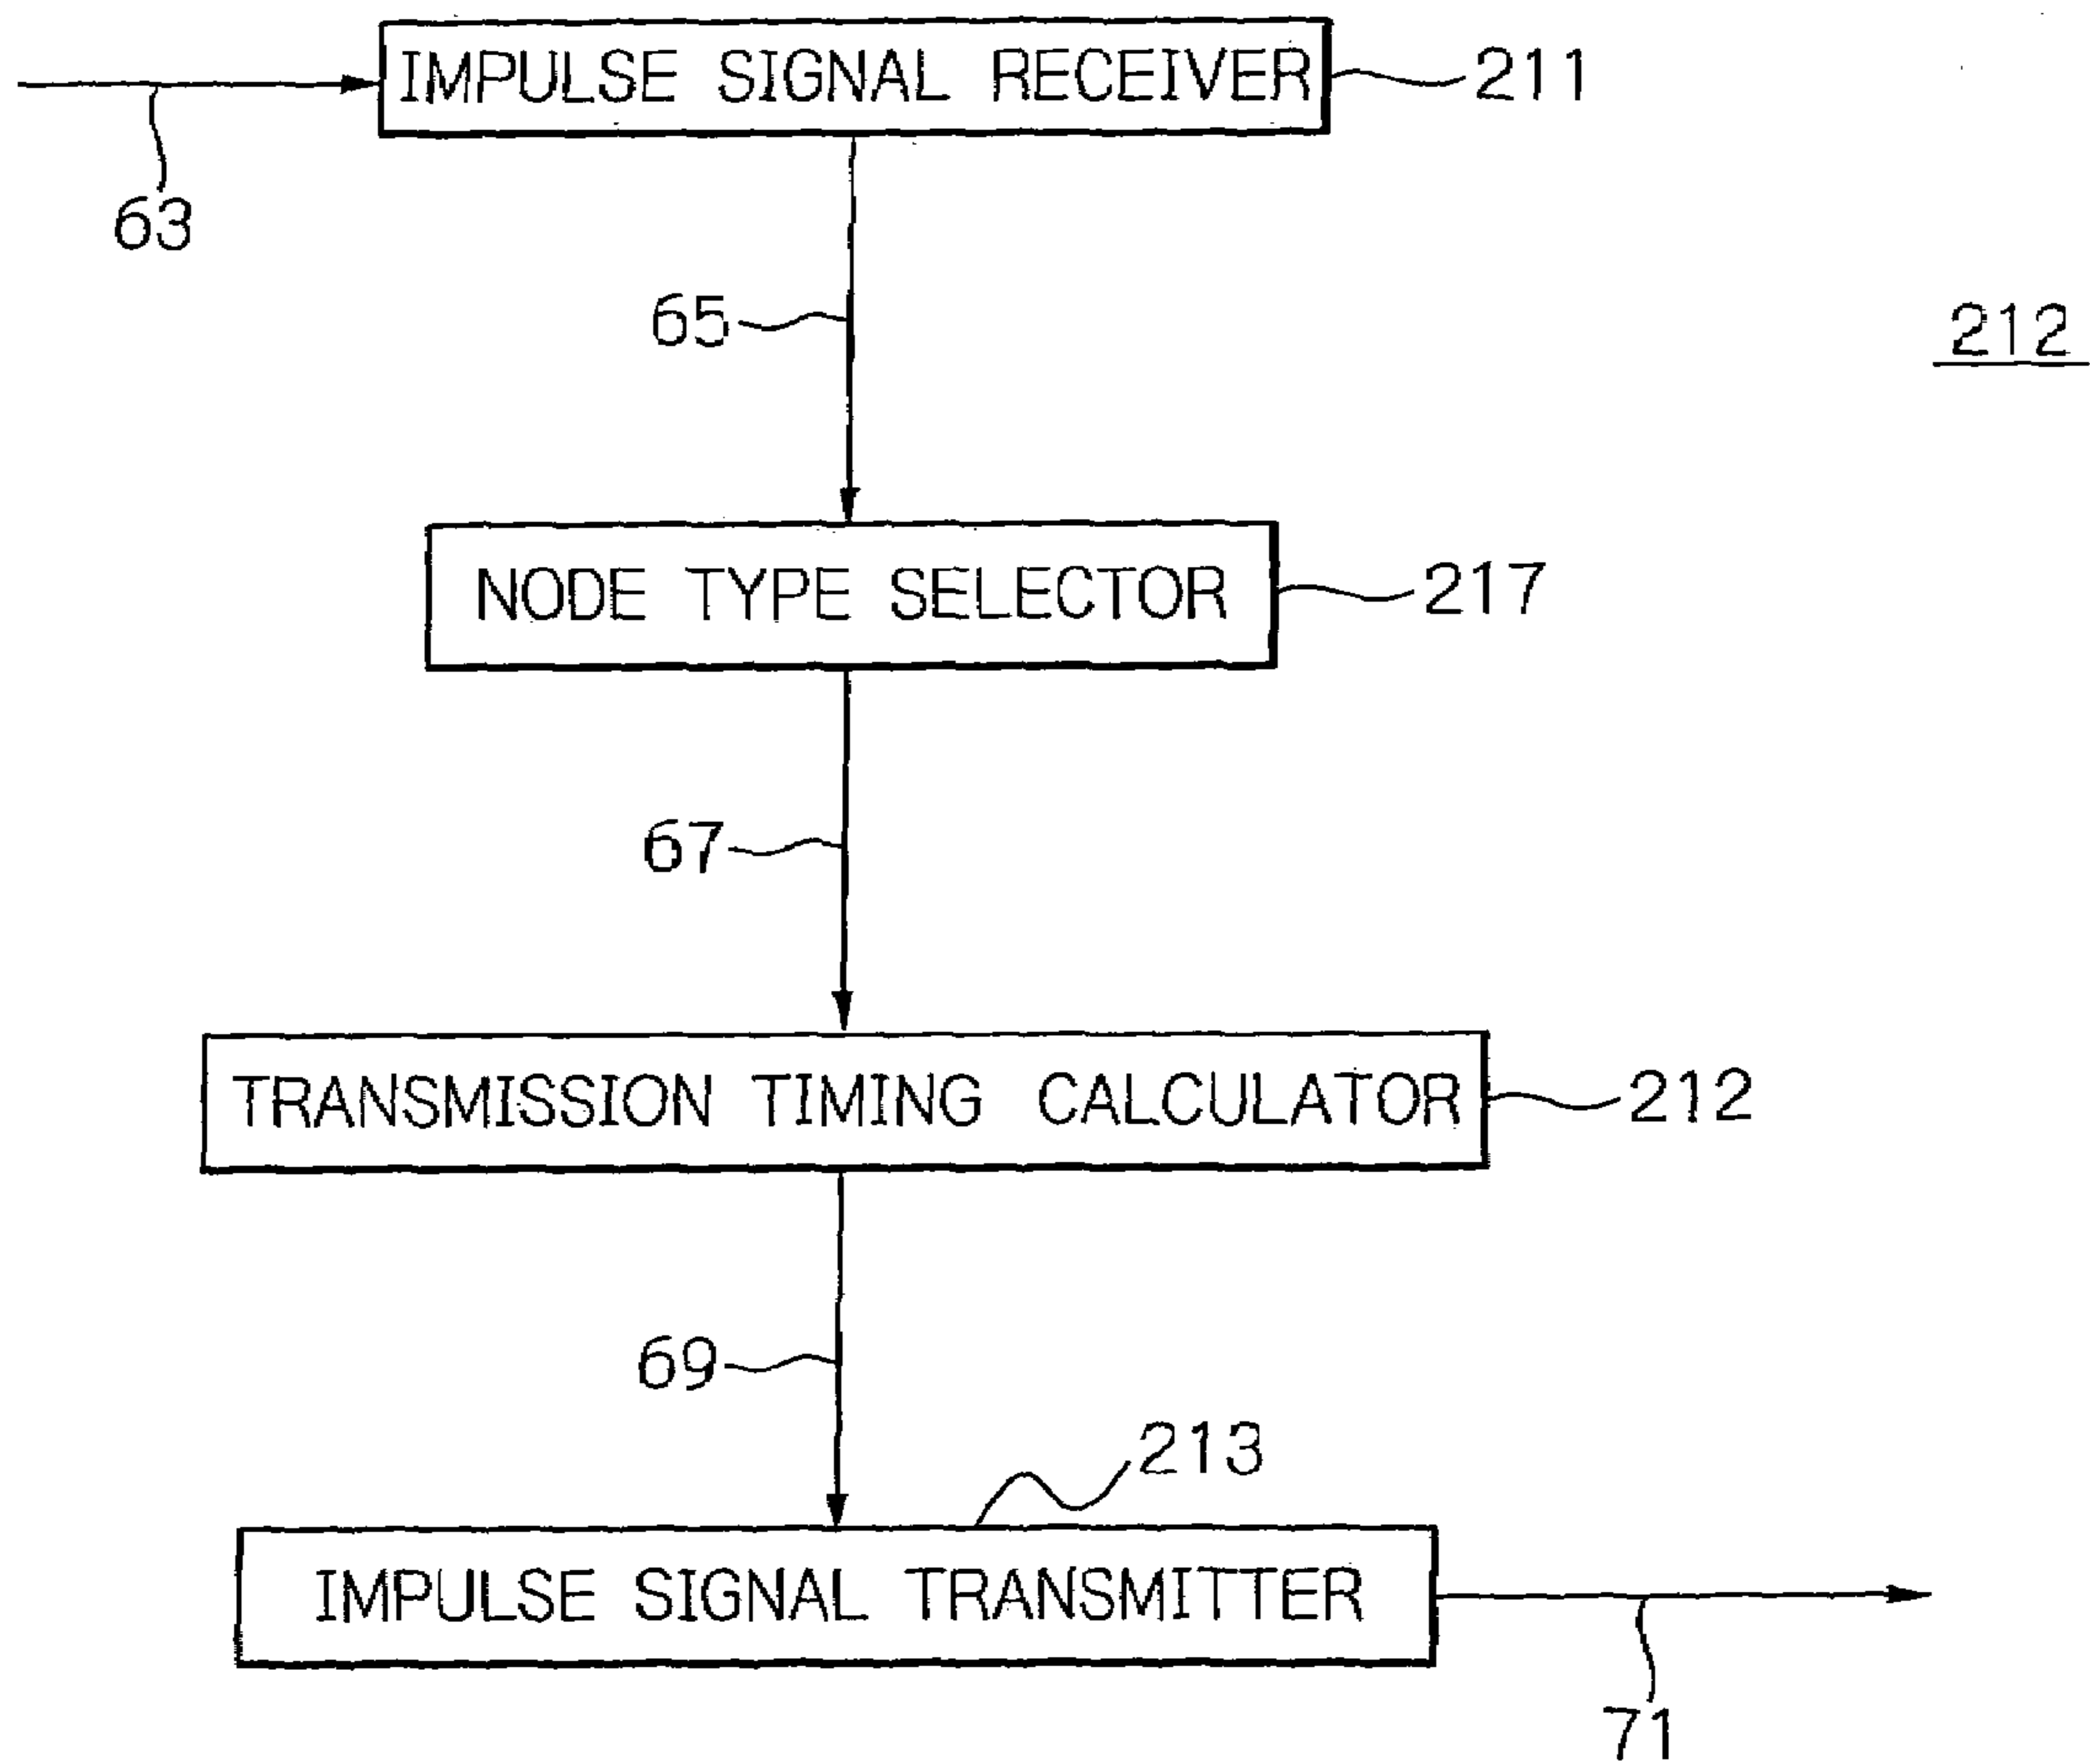 IMPULSE SIGNAL RECEIVER
211
63
65
212
NODE TYPE SELECTOR
217
67
TRANSMISSION TIMING CALCULATOR
212
69
213
IMPULSE SIGNAL TRANSMITTER
71